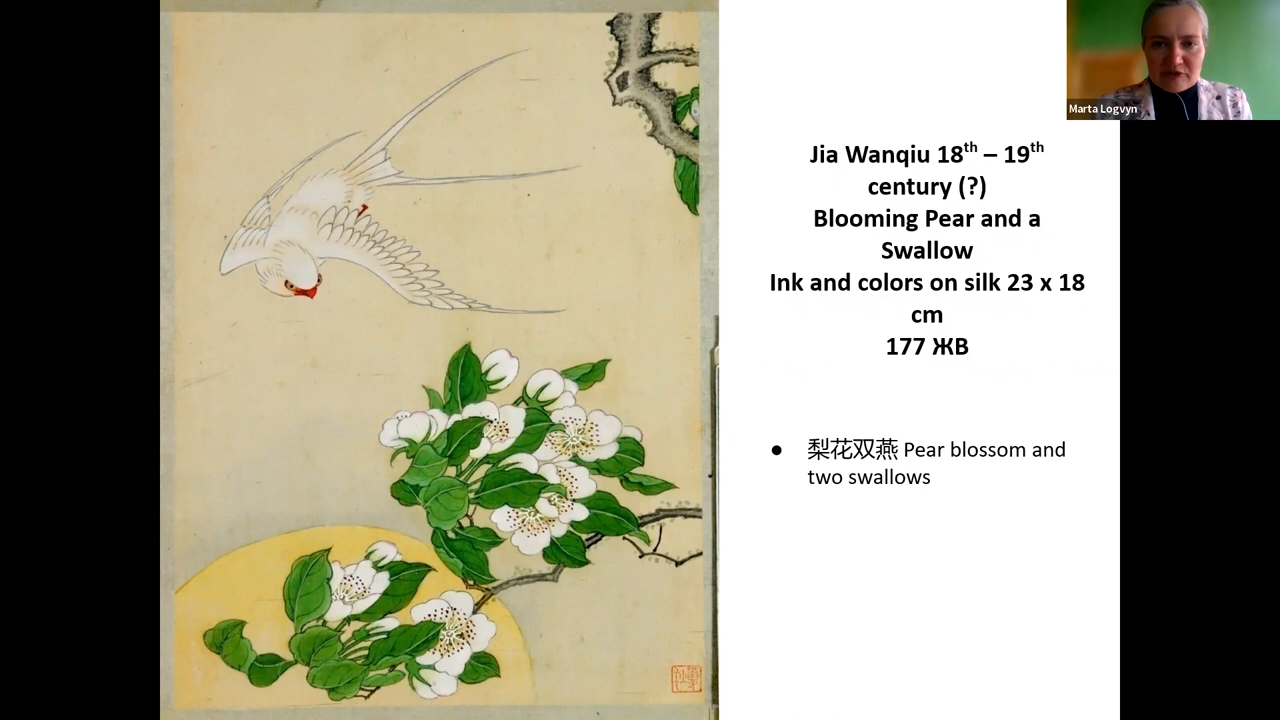 Marta Logvyn
Jia Wanqiu 18th – 19th
century (?)
Blooming Pear and a
Swallow
Ink and colors on silk 23 x 18
cm
177 ЖВ
● 梨花双燕 Pear blossom and
two swallows